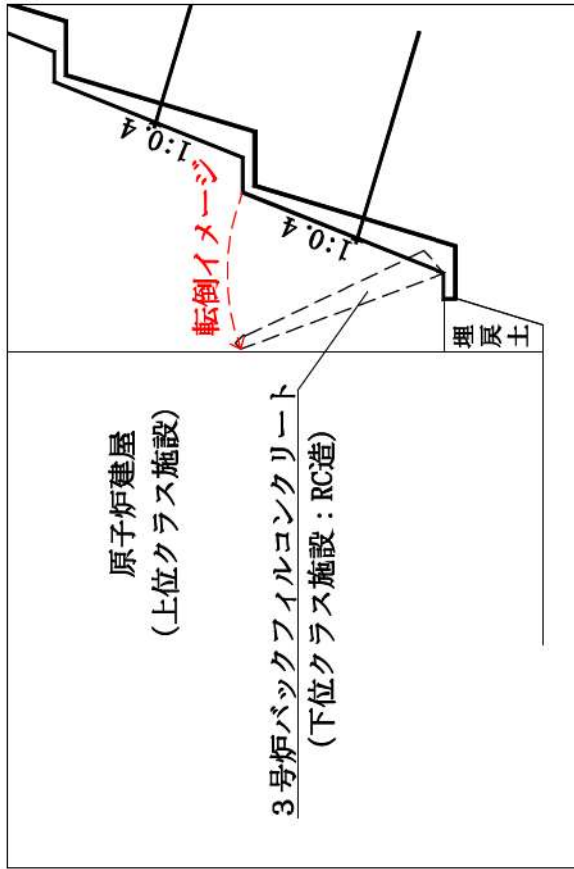 原子炉建屋
(上位クラス施設)
転倒イメージ
1:0.4
1:0.4
3号炉バックフィルコンクリート
(下位クラス施設:RC造)
埋
戻
土